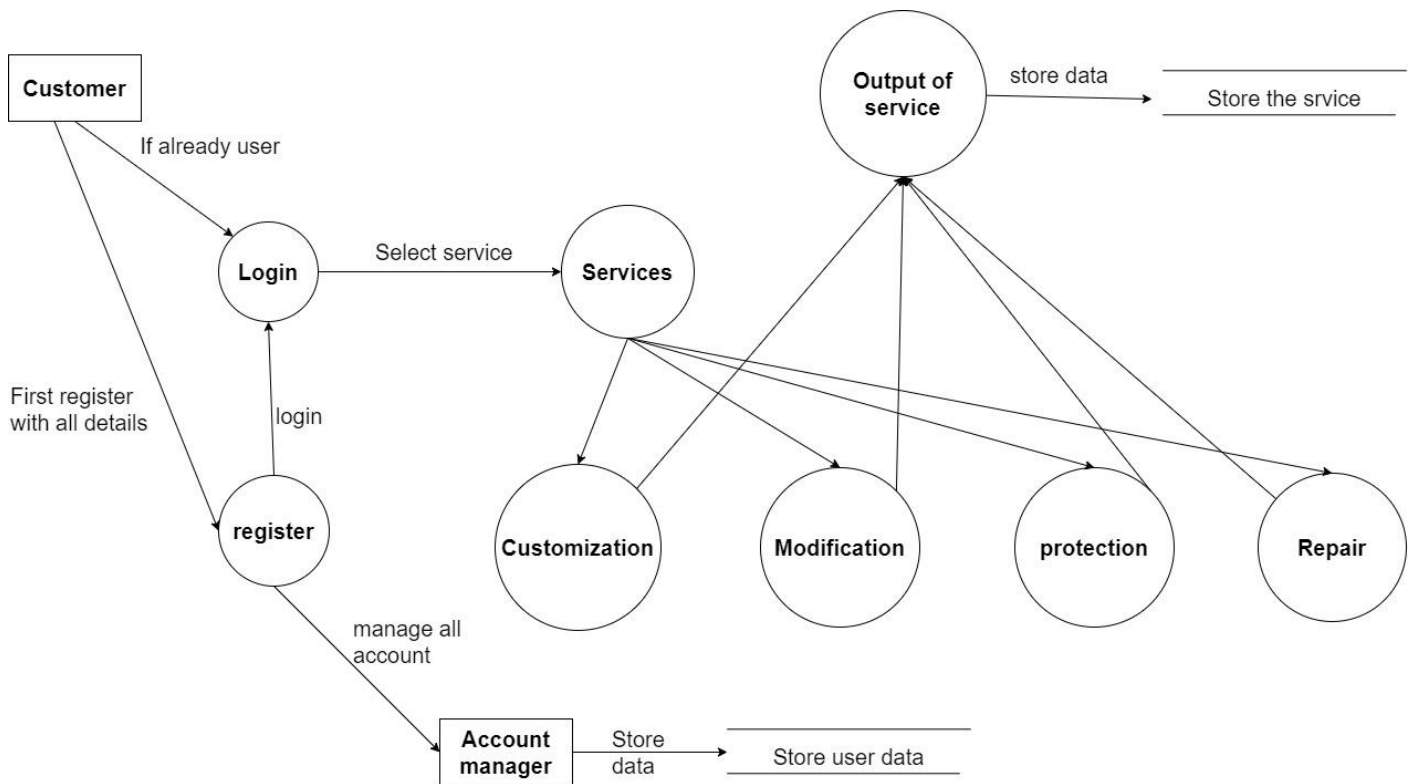 Customer
Output of
service
store data
Store the srvice
If already user
Login
Select service
Services
First register
with all details
login
register
Customization
Modification
protection
Repair
manage all
account
Account
manager
Store
data
Store user data